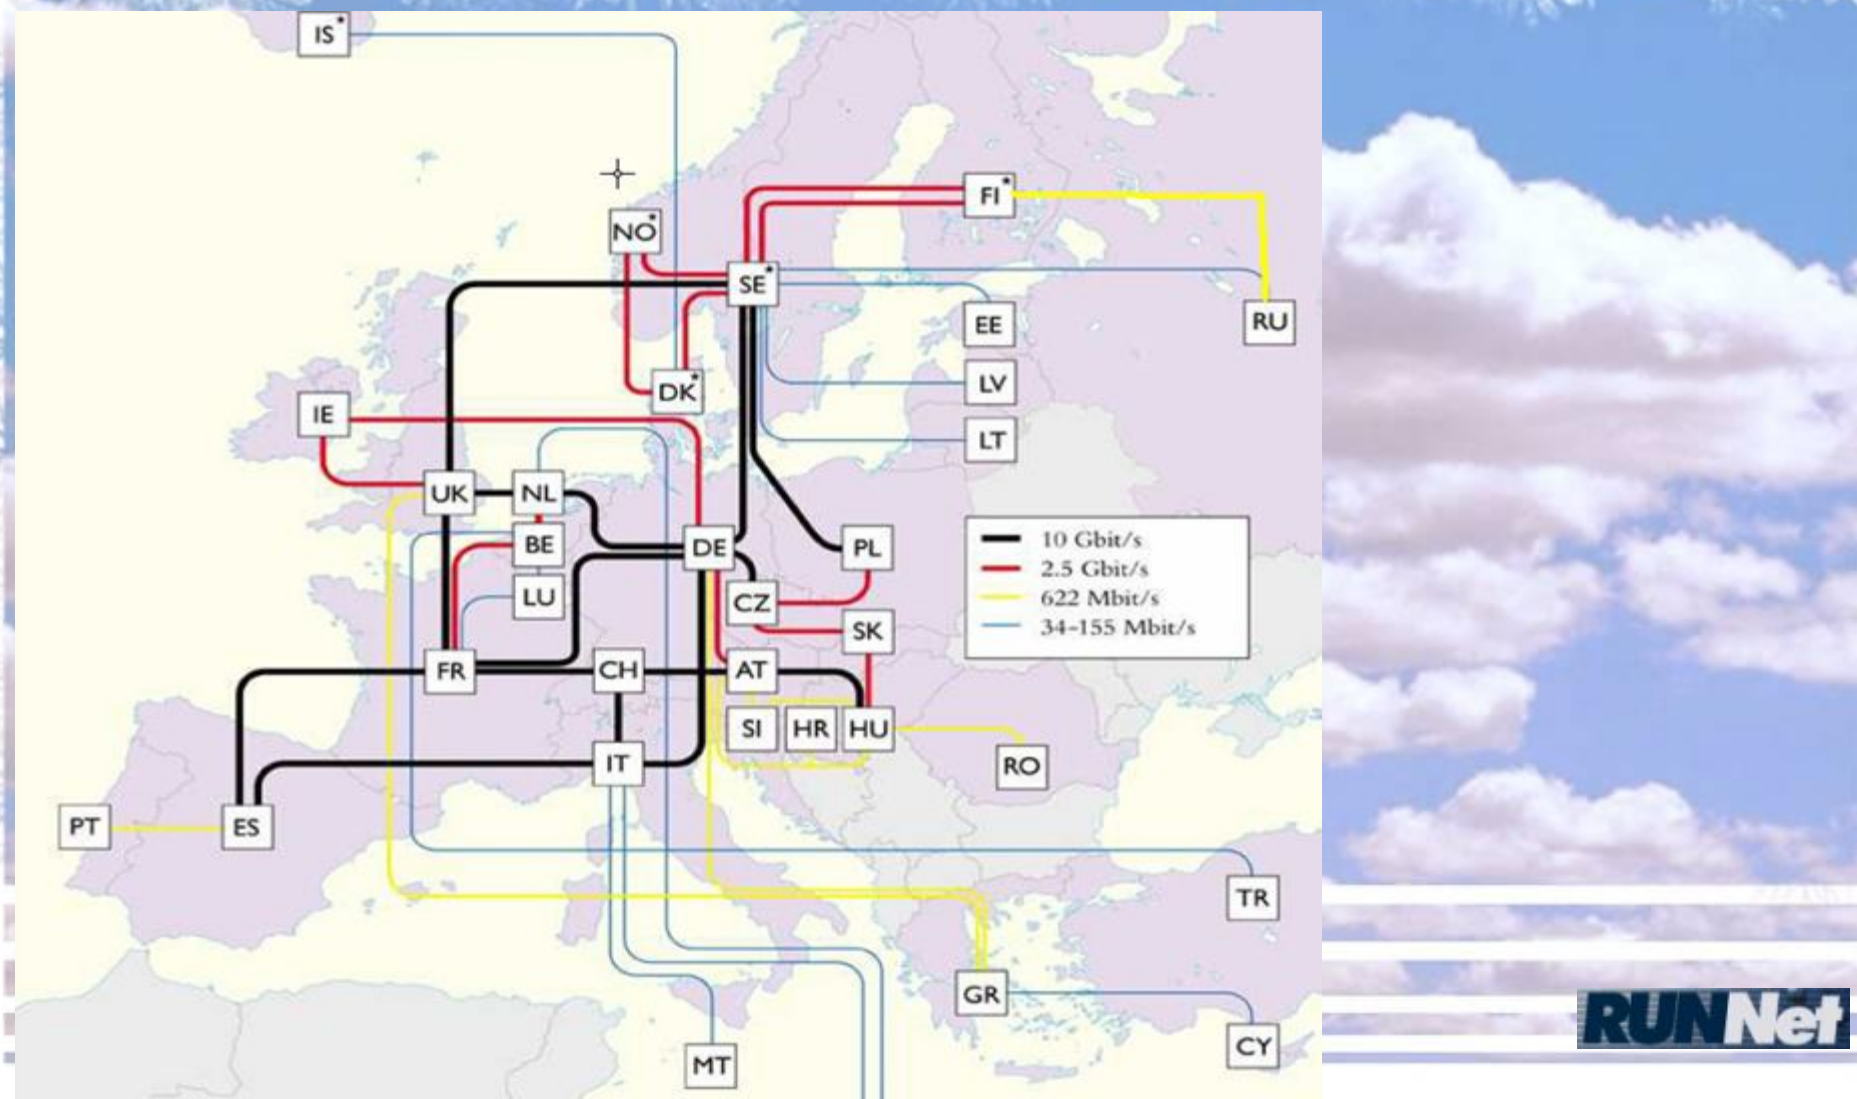 IS*
FI*
NO*
SE*
EE
RU
LV
DK*
LT
IE
UK
NL
BE
DE
PL
10 Gbit/s
2.5 Gbit/s
622 Mbit/s
34-155 Mbit/s
LU
CZ
SK
FR
CH
AT
SI
HR
HU
IT
RO
PT
ES
TR
GR
CY
MT
RUNNet